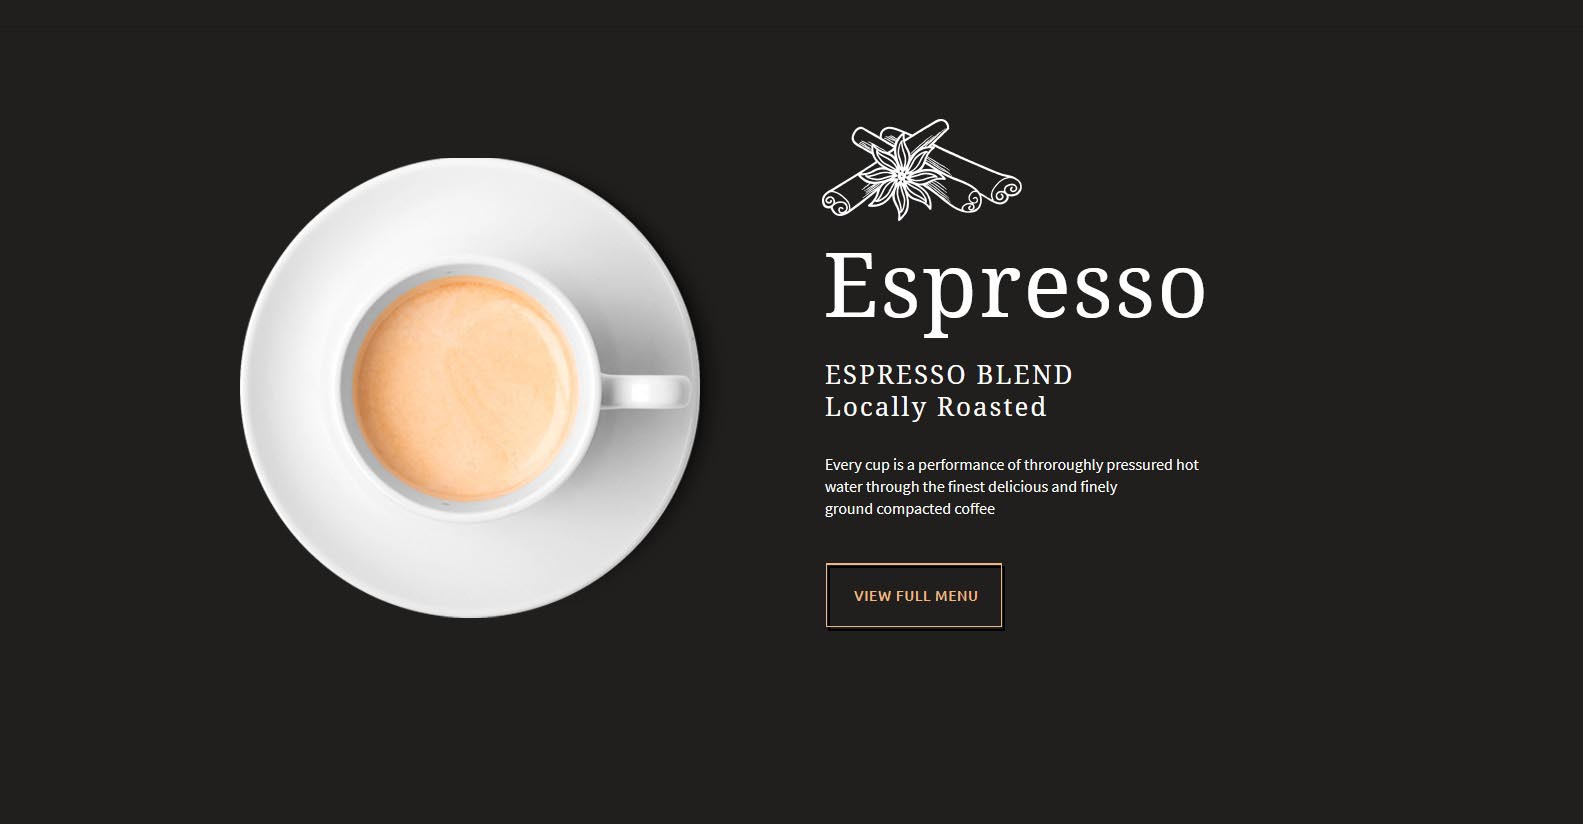 Espresso
ESPRESSO BLEND
Locally Roasted
Every cup is a performance of throroughly pressured hot
water through the finest delicious and finely
ground compacted coffee
VIEW FULL MENU